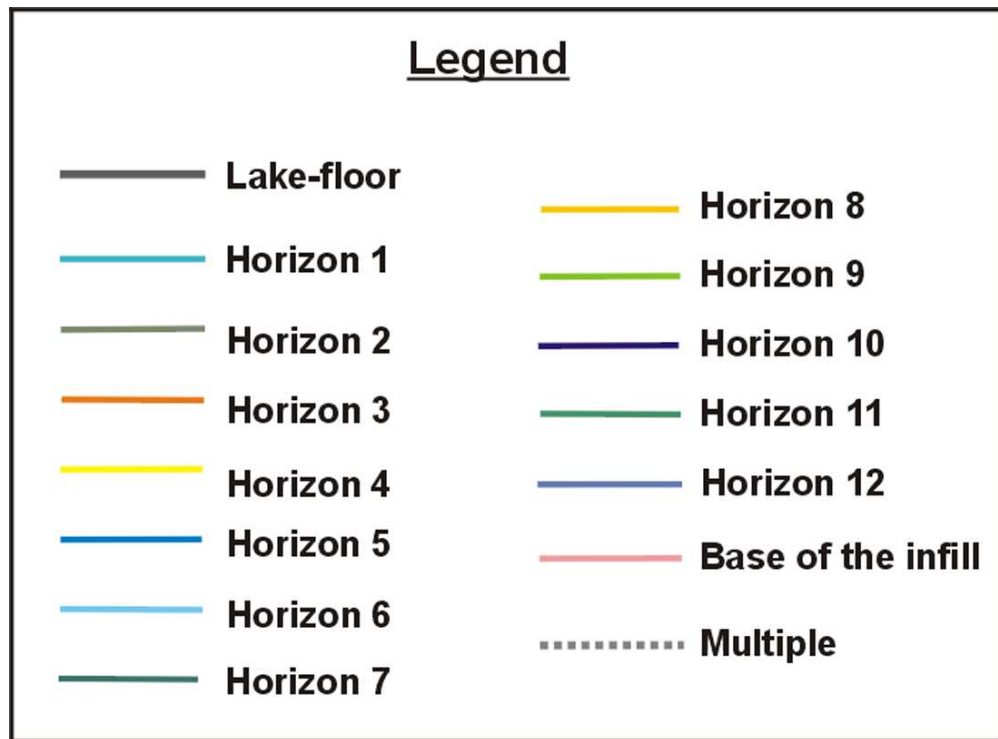 Legend
Lake-floor
Horizon 1
Horizon 2
Horizon 3
Horizon 4
Horizon 5
Horizon 6
Horizon 7
Horizon 8
Horizon 9
Horizon 10
Horizon 11
Horizon 12
Base of the infill
Multiple